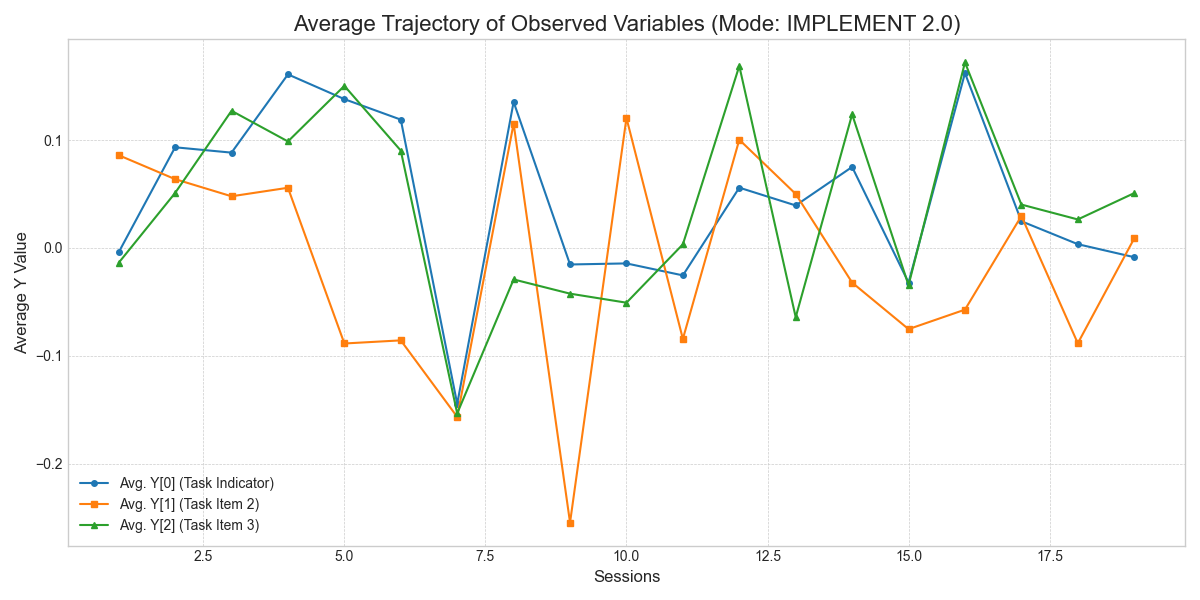 Average Trajectory of Observed Variables (Mode: IMPLEMENT 2.0)
Average Y Value
0.1
0.0
−0.1
−0.2
Avg. Y[0] (Task Indicator)
Avg. Y[1] (Task Item 2)
Avg. Y[2] (Task Item 3)
2.5 5.0 7.5 10.0 12.5 15.0 17.5
Sessions